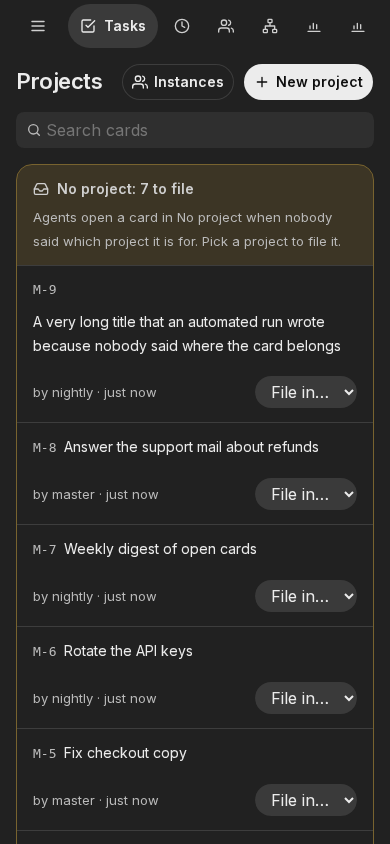 Tasks
Projects
Instances
New project
Search cards
No project: 7 to file
Agents open a card in No project when nobody
said which project it is for. Pick a project to file it.
M-9
A very long title that an automated run wrote
because nobody said where the card belongs
by nightly · just now
File in...
M-8 Answer the support mail about refunds
by master · just now
File in...
M-7 Weekly digest of open cards
by nightly · just now
File in...
M-6 Rotate the API keys
by nightly · just now
File in...
M-5 Fix checkout copy
by master · just now
File in...